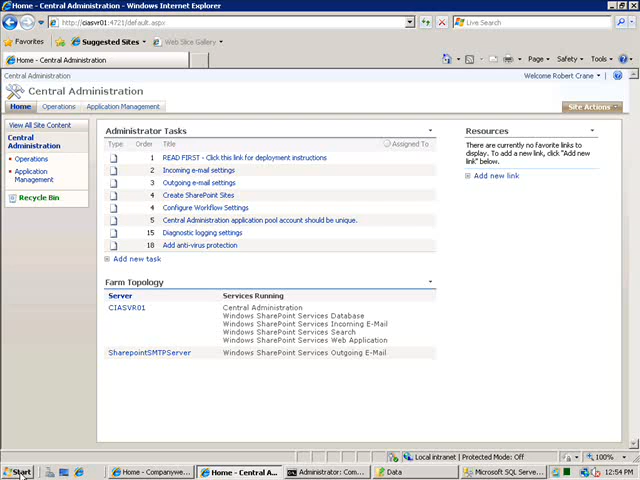 Home - Central Administration - Windows Internet Explorer
http://ciasvr01:4721/default.aspx
Live Search
Favorites
Suggested Sites
Web Slice Gallery
Home - Central Administration
Page
Safety
Tools
Central Administration
Welcome Robert Crane
Central Administration
Home
Operations
Application Management
Site Actions
View All Site Content
Central Administration
Operations
Application Management
Recycle Bin
Administrator Tasks
Type Order Title Assigned To
1 READ FIRST - Click this link for deployment instructions
2 Incoming e-mail settings
3 Outgoing e-mail settings
4 Create SharePoint Sites
4 Configure Workflow Settings
5 Central Administration application pool account should be unique.
15 Diagnostic logging settings
18 Add anti-virus protection
Add new task
Farm Topology
Server Services Running
CIASVR01 Central Administration
Windows SharePoint Services Database
Windows SharePoint Services Incoming E-Mail
Windows SharePoint Services Search
Windows SharePoint Services Web Application
SharepointSMTPServer Windows SharePoint Services Outgoing E-Mail
Resources
There are currently no favorite links to
display. To add a new link, click "Add new
link" below.
Add new link
Local intranet | Protected Mode: Off
100%
Start
Home - Companywe...
Home - Central A...
Administrator: Com...
Data
Microsoft SQL Serve...
12:54 PM